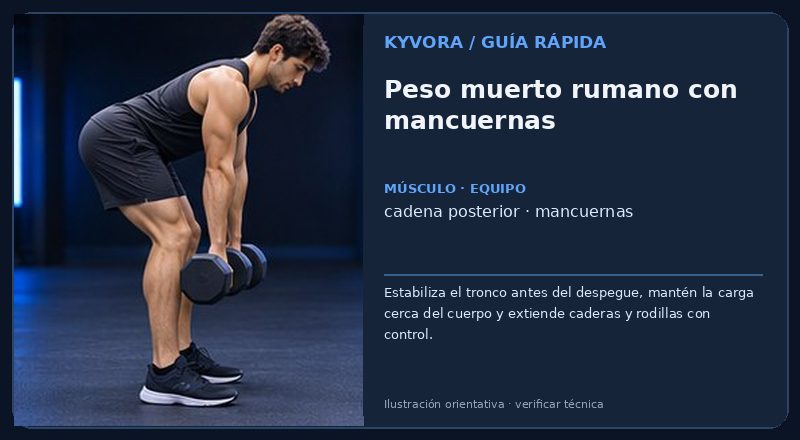 KYVORA / GUÍA RÁPIDA
Peso muerto rumano con
mancuernas
MÚSCULO · EQUIPO
cadena posterior · mancuernas
Estabiliza el tronco antes del despegue, mantén la carga
cerca del cuerpo y extiende caderas y rodillas con
control.
Ilustración orientativa · verificar técnica